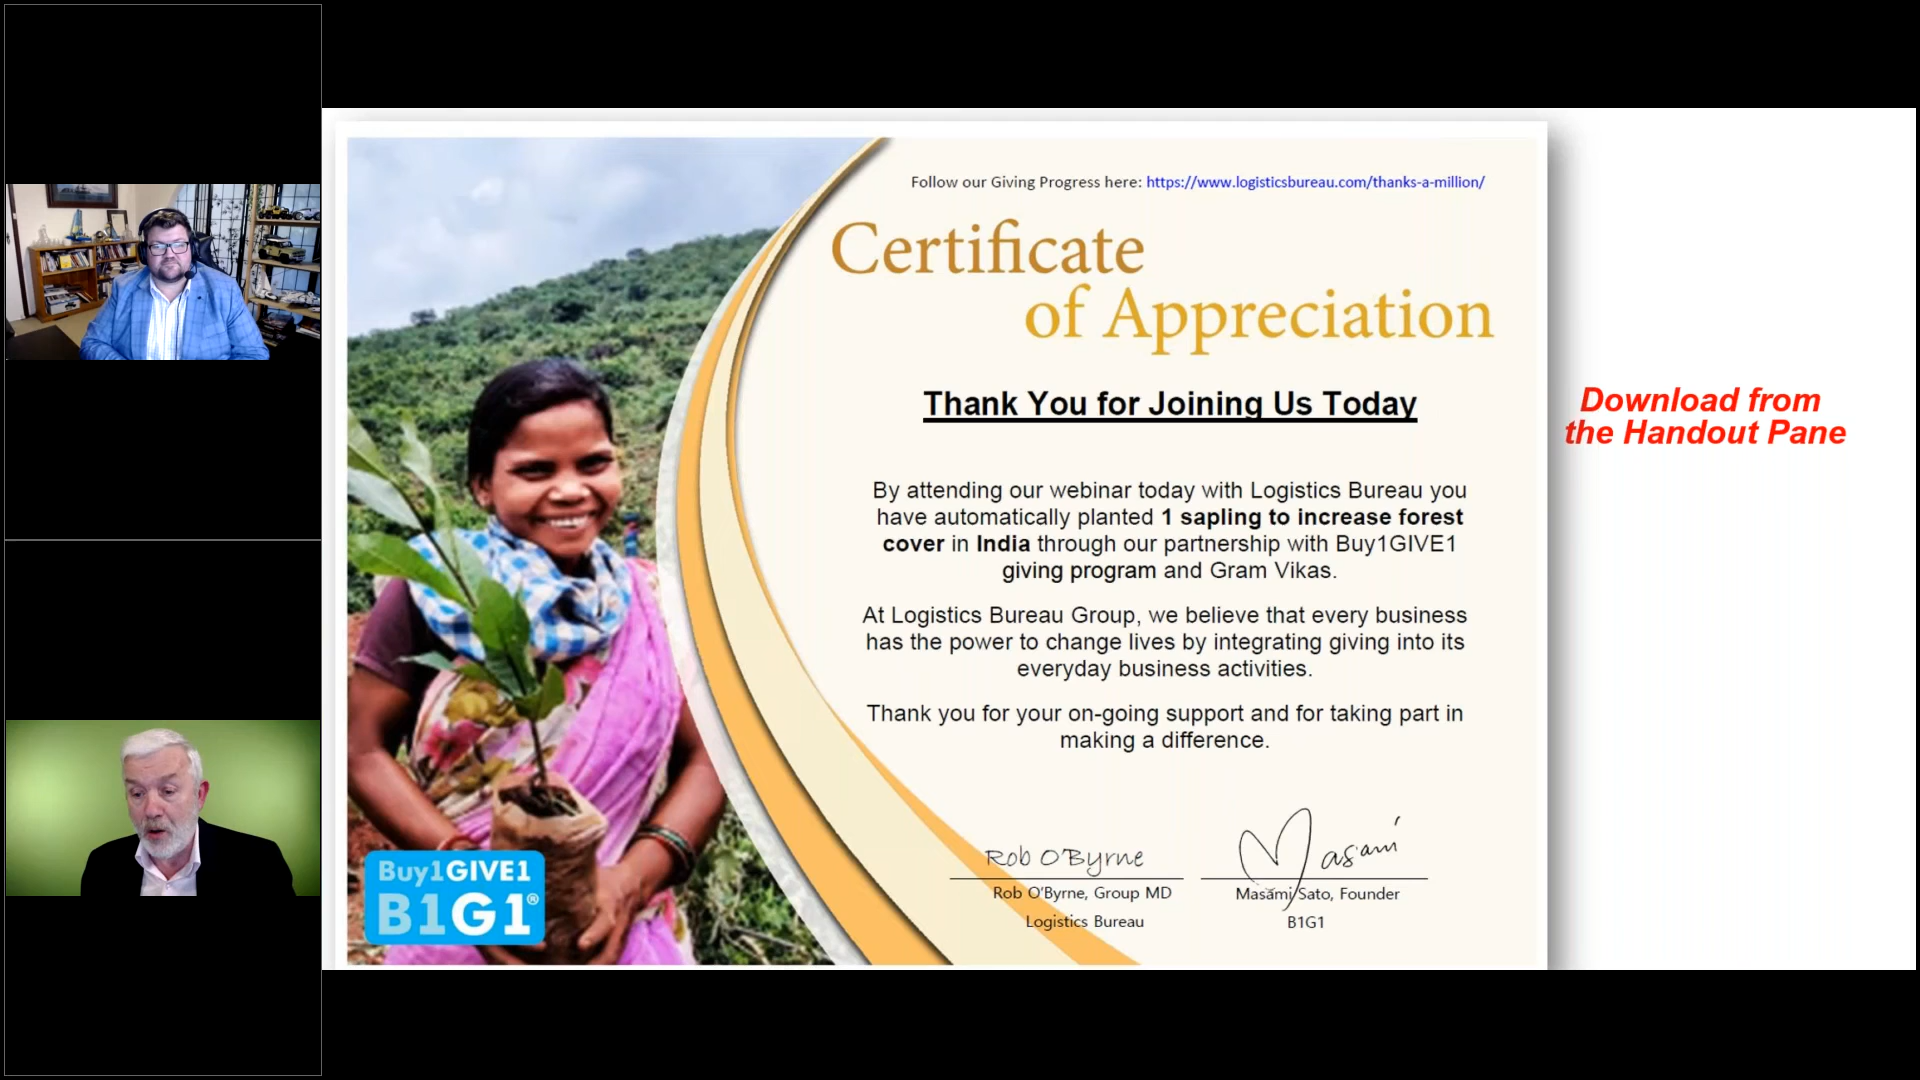 Follow our Giving Progress here: https://www.logisticsbureau.com/thanks-a-million/
Certificate
of Appreciation
Thank You for Joining Us Today
Download from
the Handout Pane
By attending our webinar today with Logistics Bureau you
have automatically planted 1 sapling to increase forest
cover in India through our partnership with Buy1GIVE1
giving program and Gram Vikas.
At Logistics Bureau Group, we believe that every business
has the power to change lives by integrating giving into its
everyday business activities.
Thank you for your on-going support and for taking part in
making a difference.
Rob O'Byrne
Masami
Rob O'Byrne, Group MD
Masami Sato, Founder
Logistics Bureau
B1G1
Buy1GIVE1
B1G1®